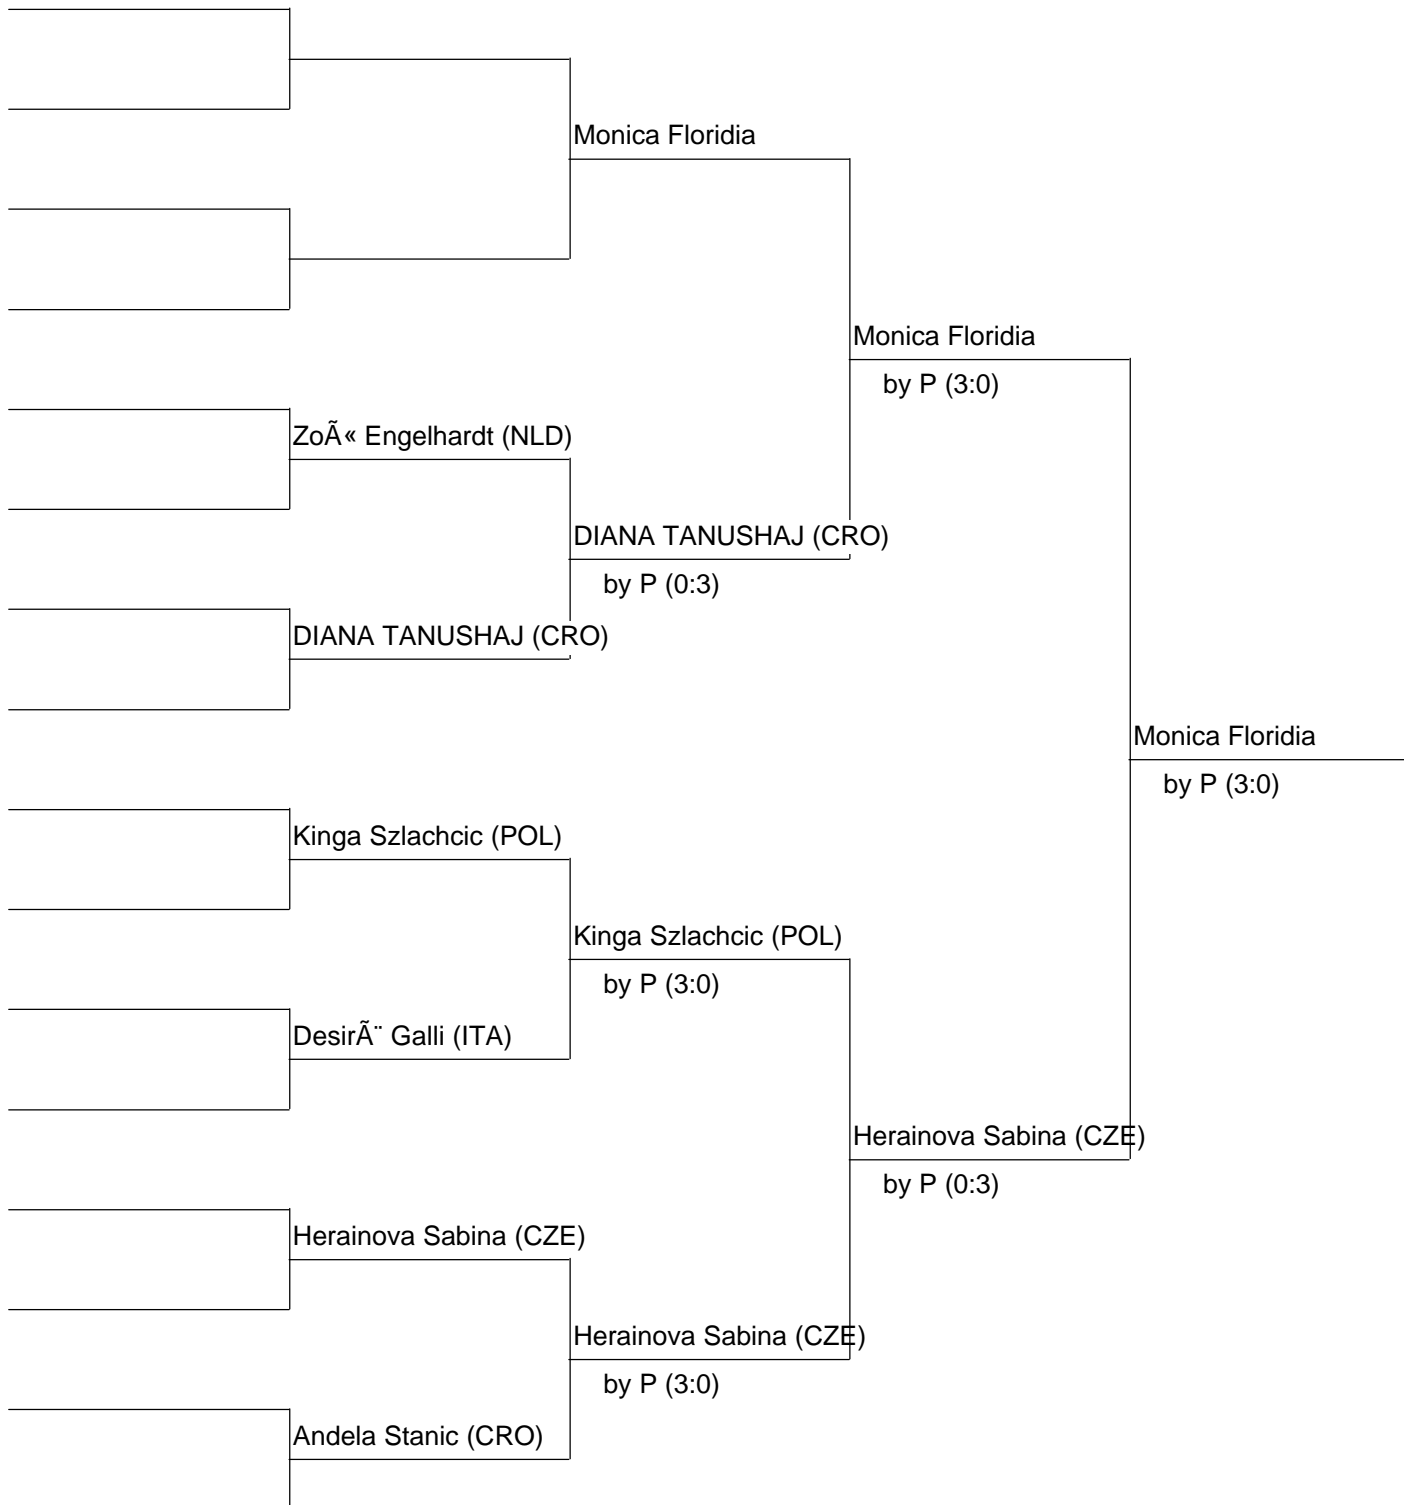 Monica Floridia
Monica Floridia
by P (3:0)
ZoÃ« Engelhardt (NLD)
DIANA TANUSHAJ (CRO)
by P (0:3)
DIANA TANUSHAJ (CRO)
Monica Floridia
by P (3:0)
Kinga Szlachcic (POL)
Kinga Szlachcic (POL)
by P (3:0)
DesirÃ¨ Galli (ITA)
Herainova Sabina (CZE)
by P (0:3)
Herainova Sabina (CZE)
Herainova Sabina (CZE)
by P (3:0)
Andela Stanic (CRO)